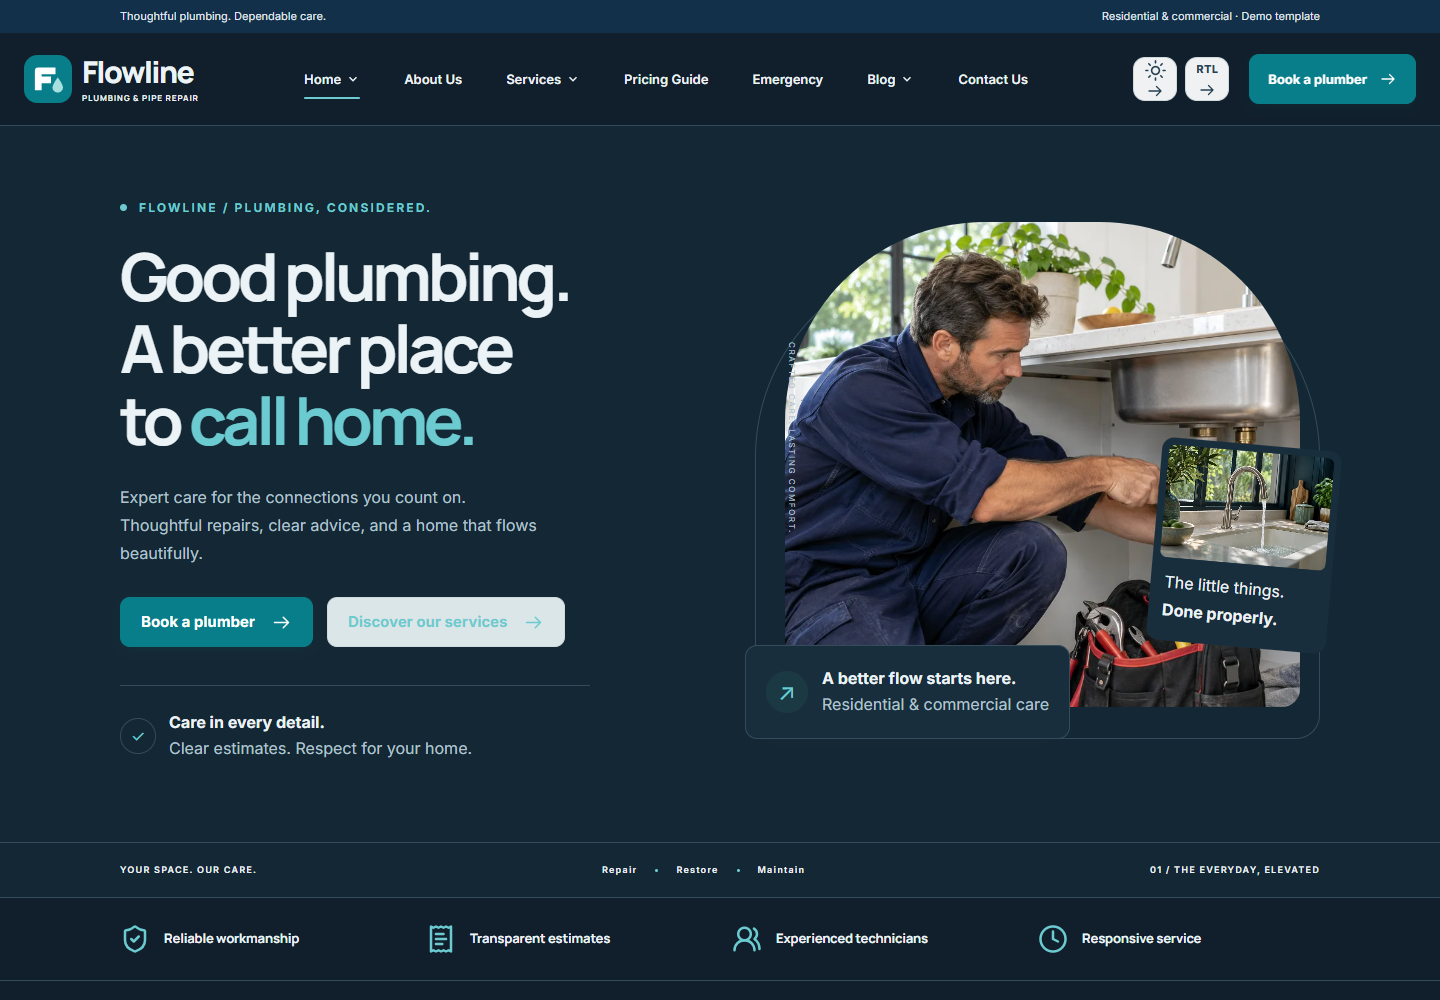 Thoughtful plumbing. Dependable care.
Residential & commercial · Demo template
Flowline
PLUMBING & PIPE REPAIR
Home
About Us
Services
Pricing Guide
Emergency
Blog
Contact Us
RTL
Book a plumber
FLOWLINE / PLUMBING, CONSIDERED.
Good plumbing.
A better place
to call home.
Expert care for the connections you count on.
Thoughtful repairs, clear advice, and a home that flows
beautifully.
Book a plumber
Discover our services
Care in every detail.
Clear estimates. Respect for your home.
LASTING COMFORT.
The little things.
Done properly.
A better flow starts here.
Residential & commercial care
YOUR SPACE. OUR CARE.
Repair
Restore
Maintain
01 / THE EVERYDAY, ELEVATED
Reliable workmanship
Transparent estimates
Experienced technicians
Responsive service